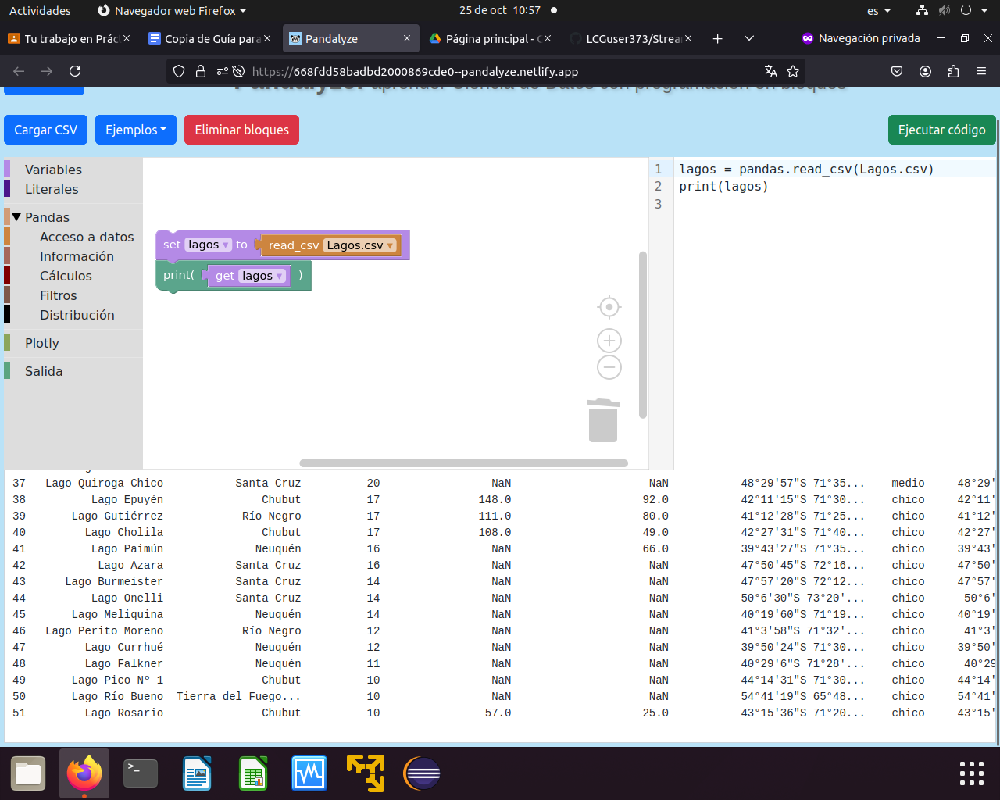 Actividades Navegador web Firefox 25 de oct 10:57 es
Tu trabajo en Prác Copia de Guía para Pandalyze Página principal - LCGuser373/Strea Navegación privada
https://668fdd58badbd2000869cde0--pandalyze.netlify.app
Pandalyze: aprender Ciencia de Datos con programación en bloques
Cargar CSV Ejemplos Eliminar bloques Ejecutar código
Variables
Literales
Pandas
Acceso a datos
Información
Cálculos
Filtros
Distribución
Plotly
Salida
set lagos to read_csv Lagos.csv
print( get lagos )
1 lagos = pandas.read_csv(Lagos.csv)
2 print(lagos)
3
37 Lago Quiroga Chico Santa Cruz 20 NaN NaN 48°29'57"S 71°35... medio 48°29'
38 Lago Epuyén Chubut 17 148.0 92.0 42°11'15"S 71°30... chico 42°11'
39 Lago Gutiérrez Río Negro 17 111.0 80.0 41°12'28"S 71°25... chico 41°12'
40 Lago Cholila Chubut 17 108.0 49.0 42°27'31"S 71°40... chico 42°27'
41 Lago Paimún Neuquén 16 NaN 66.0 39°43'27"S 71°35... chico 39°43'
42 Lago Azara Santa Cruz 16 NaN NaN 47°50'45"S 72°16... chico 47°50'
43 Lago Burmeister Santa Cruz 14 NaN NaN 47°57'20"S 72°12... chico 47°57'
44 Lago Onelli Santa Cruz 14 NaN NaN 50°6'30"S 73°20'... chico 50°6'
45 Lago Meliquina Neuquén 14 NaN NaN 40°19'60"S 71°19... chico 40°19'
46 Lago Perito Moreno Río Negro 12 NaN NaN 41°3'58"S 71°32'... chico 41°3'
47 Lago Currhué Neuquén 12 NaN NaN 39°50'24"S 71°30... chico 39°50'
48 Lago Falkner Neuquén 11 NaN NaN 40°29'6"S 71°28'... chico 40°29
49 Lago Pico Nº 1 Chubut 10 NaN NaN 44°14'31"S 71°30... chico 44°14'
50 Lago Río Bueno Tierra del Fuego... 10 NaN NaN 54°41'19"S 65°48... chico 54°41'
51 Lago Rosario Chubut 10 57.0 25.0 43°15'36"S 71°20... chico 43°15'